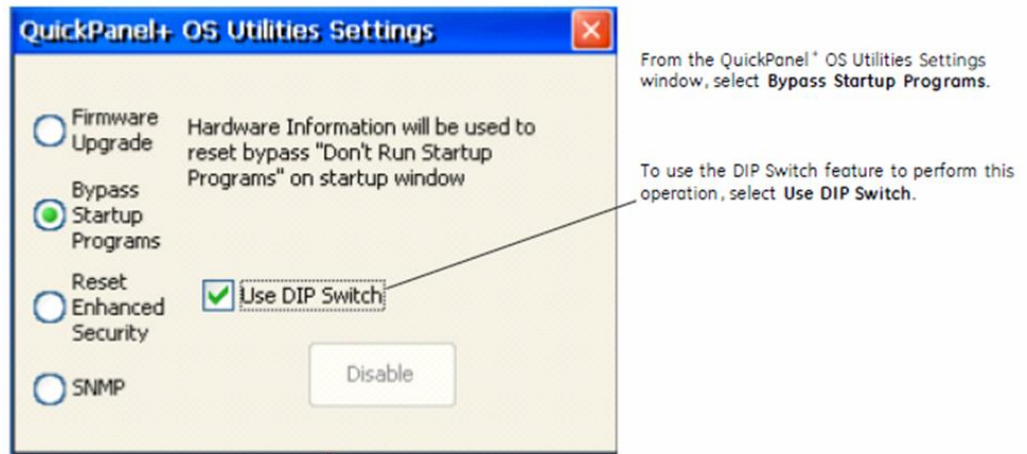 QuickPanel+ OS Utilities Settings
Firmware
Upgrade
Hardware Information will be used to
reset bypass "Don't Run Startup
Programs" on startup window
Bypass
Startup
Programs
Reset
Enhanced
Security
Use DIP Switch
Disable
SNMP
From the QuickPanel+ OS Utilities Settings
window, select Bypass Startup Programs.
To use the DIP Switch feature to perform this
operation, select Use DIP Switch.